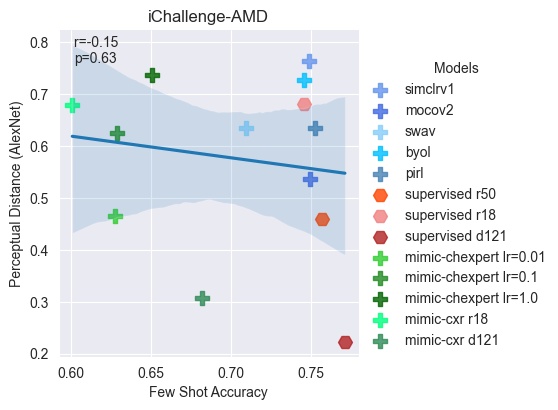 iChallenge-AMD
r=-0.15
p=0.63
0.8
0.7
0.6
0.5
0.4
0.3
0.2
Perceptual Distance (AlexNet)
0.60
0.65
0.70
0.75
Few Shot Accuracy
Models
simclrv1
mocov2
swav
byol
pirl
supervised r50
supervised r18
supervised d121
mimic-chexpert lr=0.01
mimic-chexpert lr=0.1
mimic-chexpert lr=1.0
mimic-cxr r18
mimic-cxr d121